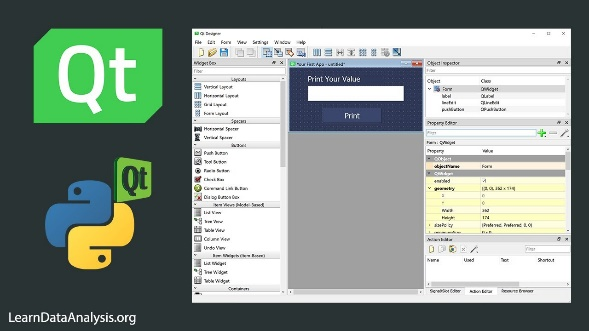 Qt
Qt
LearnDataAnalysis.org
Qt Designer
File Edit Form View Settings Window Help
Widget Box
Filter
Layouts
Vertical Layout
Horizontal Layout
Grid Layout
Form Layout
Spacers
Horizontal Spacer
Vertical Spacer
Buttons
Push Button
Tool Button
Radio Button
Check Box
Command Link Button
Dialog Button Box
Item Views (Model-Based)
List View
Tree View
Table View
Column View
Undo View
Item Widgets (Item-Based)
List Widget
Tree Widget
Table Widget
Containers
Your First App - untitled*
Print Your Value
Print
Object Inspector
Filter
Object Class
Form QWidget
label QLabel
lineEdit QLineEdit
pushButton QPushButton
Property Editor
Filter
Form : QWidget
Property Value
QObject
objectName Form
QWidget
enabled
geometry [(0, 0), 362 x 174]
X 0
Y 0
Width 362
Height 174
sizePolicy [Preferred, Preferred, 0, 0]
Action Editor
Filter
Name Used Text Shortcut
Signal/Slot Editor Action Editor Resource Browser